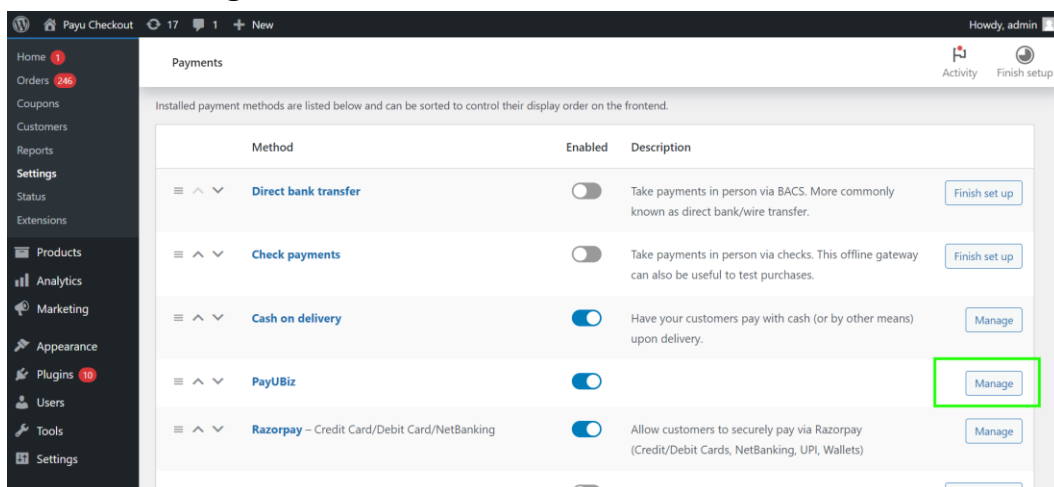 Payu Checkout 17 1 + New Howdy, admin
Home 1
Orders 246
Coupons
Customers
Reports
Settings
Status
Extensions
Products
Analytics
Marketing
Appearance
Plugins 10
Users
Tools
Settings
Payments
Activity Finish setup
Installed payment methods are listed below and can be sorted to control their display order on the frontend.
Method Enabled Description
Direct bank transfer Take payments in person via BACS. More commonly Finish set up
known as direct bank/wire transfer.
Check payments Take payments in person via checks. This offline gateway Finish set up
can also be useful to test purchases.
Cash on delivery Have your customers pay with cash (or by other means) Manage
upon delivery.
PayUBiz Manage
Razorpay – Credit Card/Debit Card/NetBanking Allow customers to securely pay via Razorpay Manage
(Credit/Debit Cards, NetBanking, UPI, Wallets)